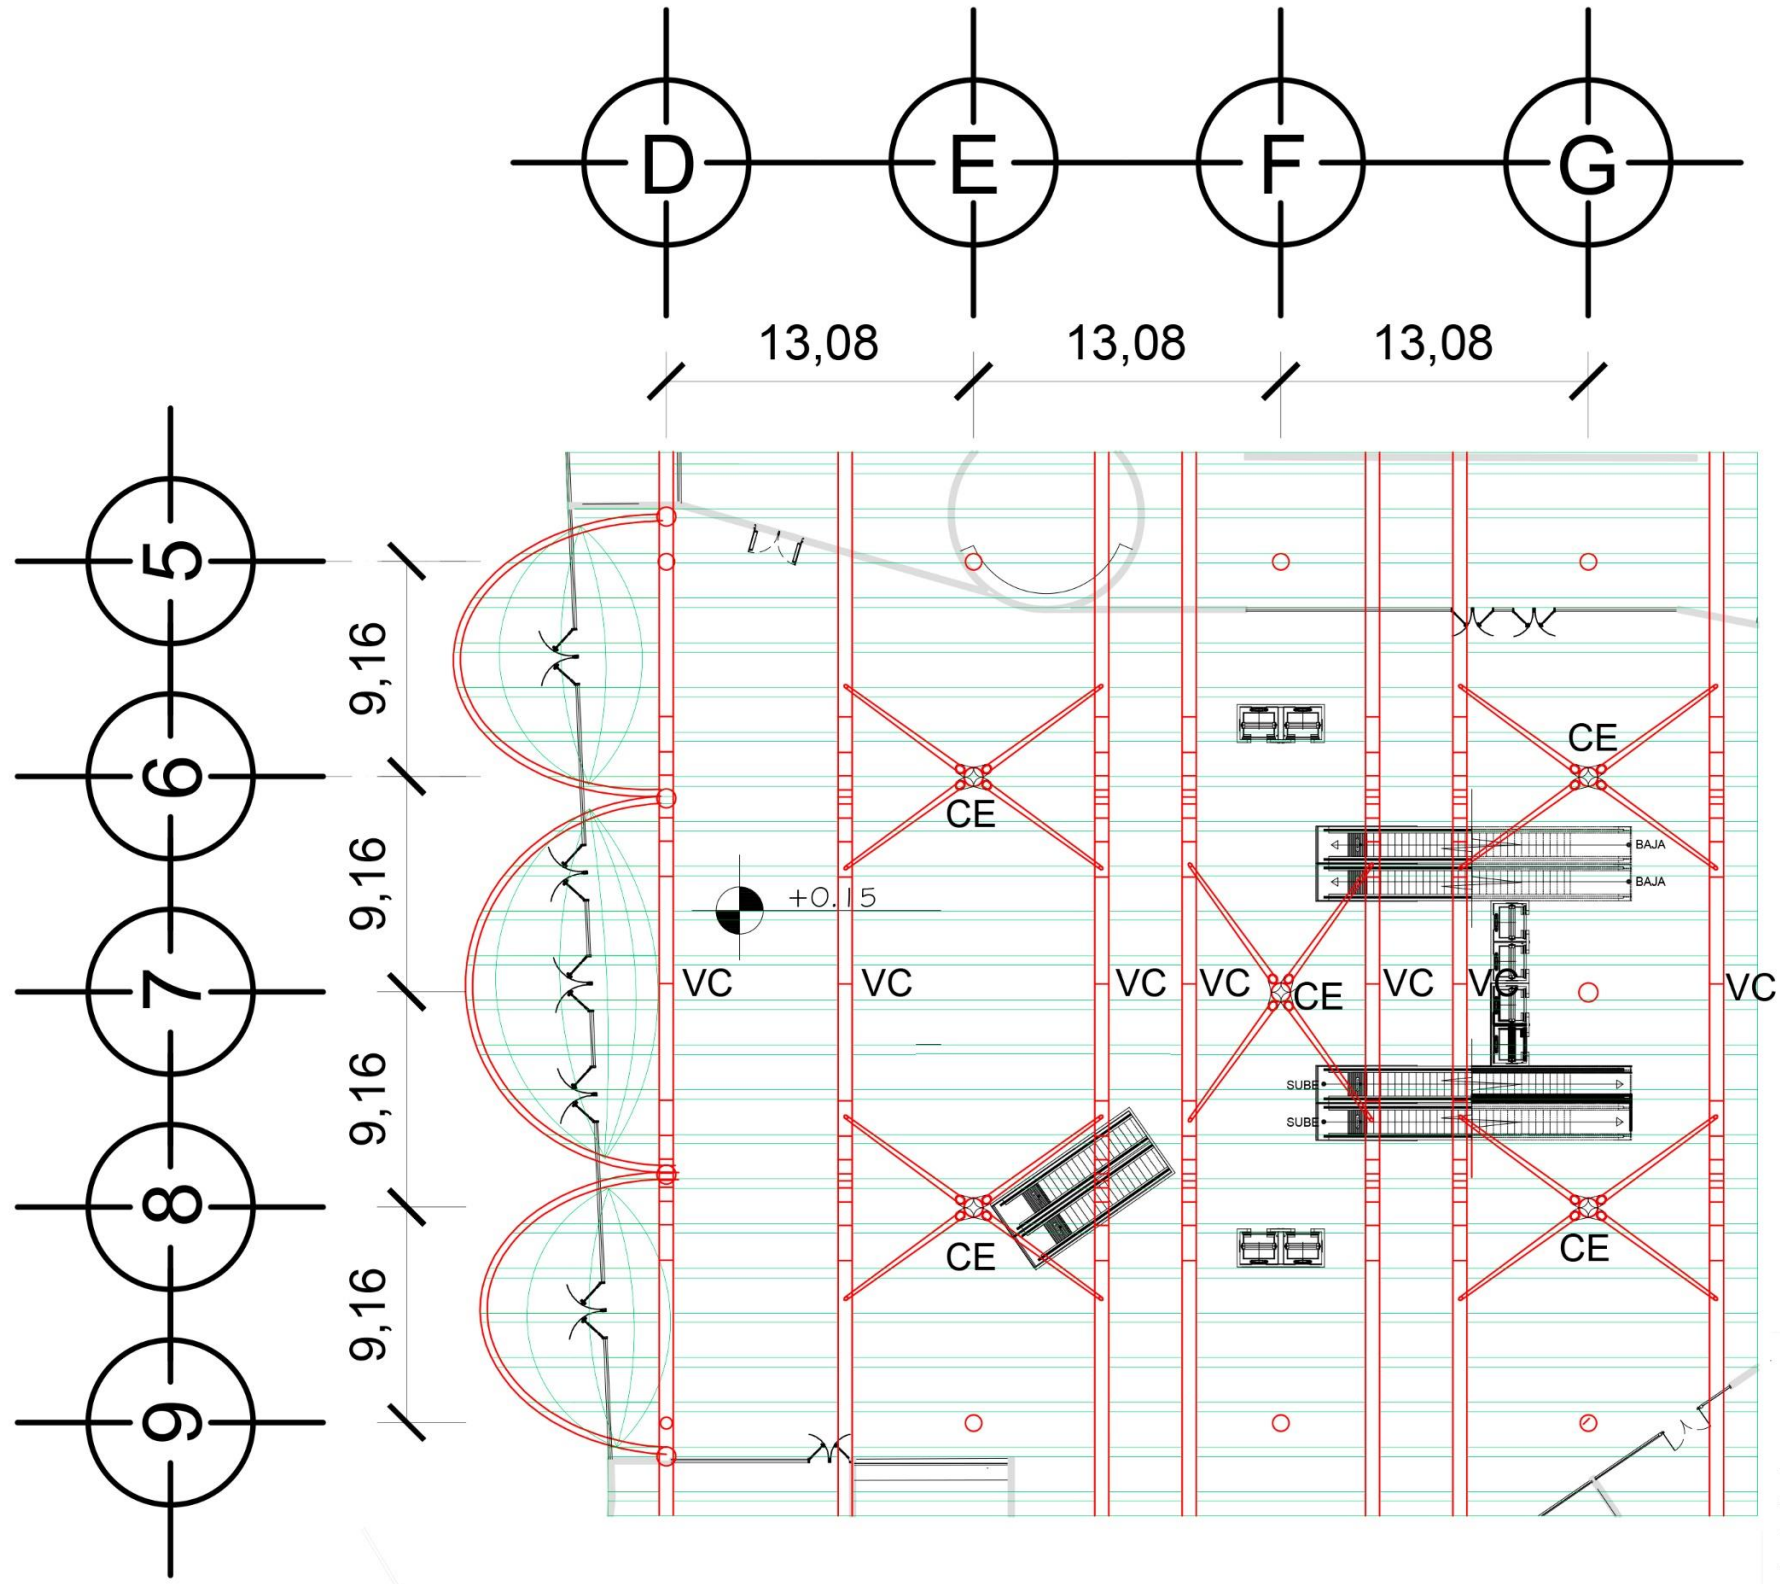 D E F G
13,08 13,08 13,08
5
9,16
6
CE
CE
9,16
BAJA
BAJA
+0.15
7
VC VC VC VC CE VC VC VC
9,16
SUBE
SUBE
8
CE
CE
9,16
9